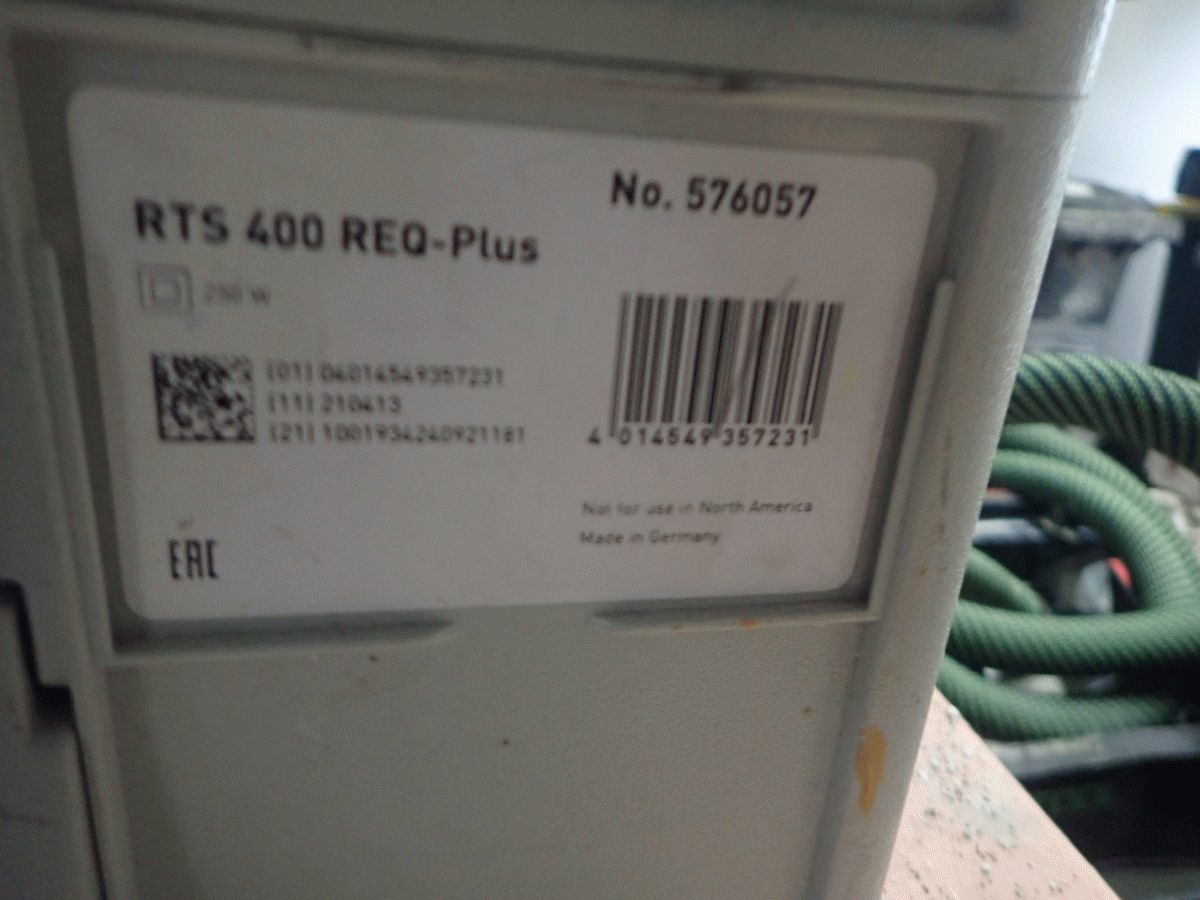 No. 576057
RTS 400 REQ-Plus
250 W
(01) 04014549357231
(11) 210413
(21) 1001934240921181
4 014549 357231
Not for use in North America
Made in Germany
EAC